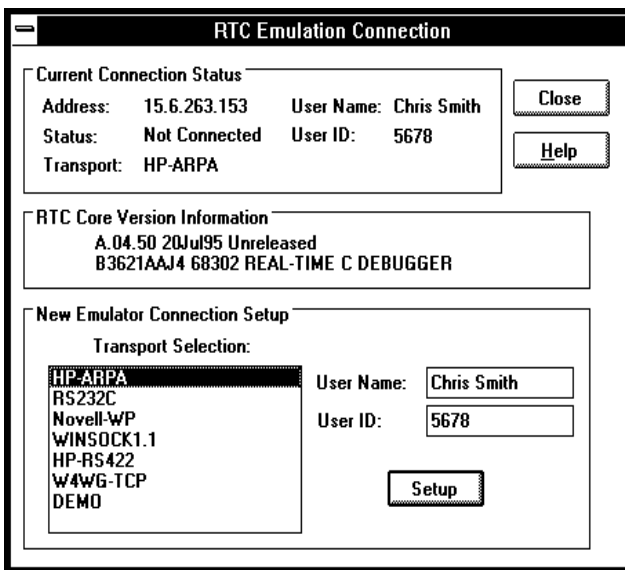 RTC Emulation Connection
Current Connection Status
Address: 15.6.263.153 User Name: Chris Smith
Status: Not Connected User ID: 5678
Transport: HP-ARPA
Close
Help
RTC Core Version Information
A.04.50 20Jul95 Unreleased
B3621AAJ4 68302 REAL-TIME C DEBUGGER
New Emulator Connection Setup
Transport Selection:
HP-ARPA
RS232C
Novell-WP
WINSOCK1.1
HP-RS422
W4WG-TCP
DEMO
User Name: Chris Smith
User ID: 5678
Setup